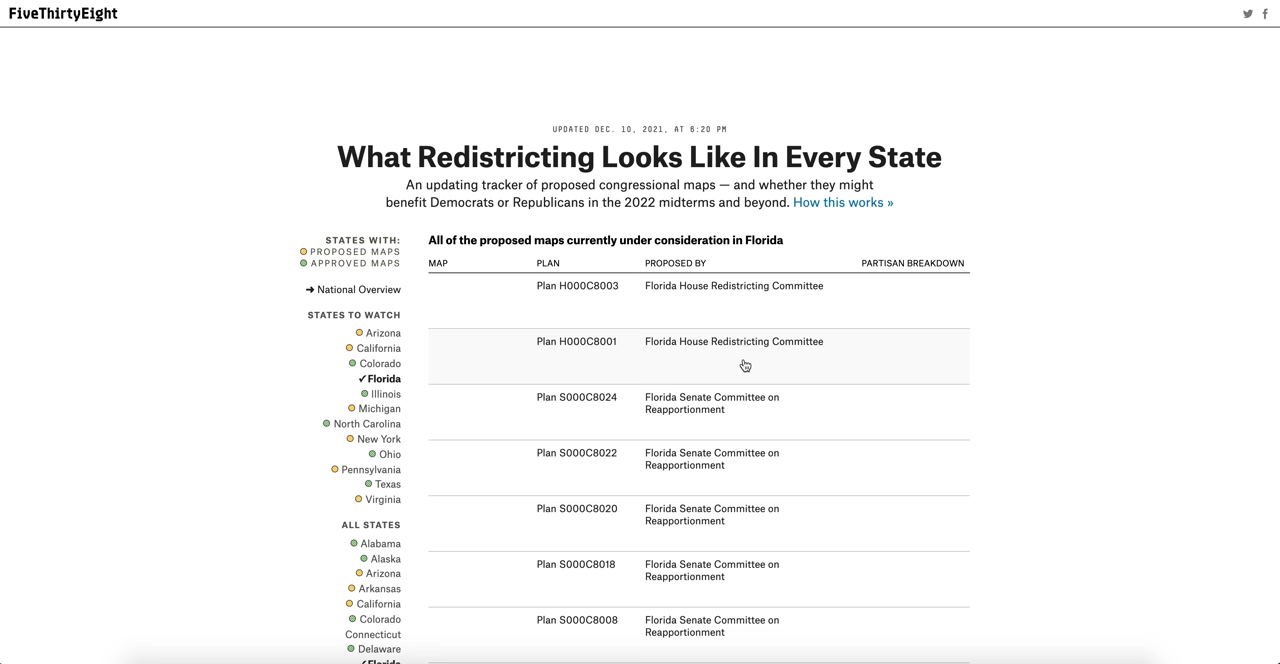 FiveThirtyEight
UPDATED DEC. 10, 2021, AT 6:20 PM
What Redistricting Looks Like In Every State
An updating tracker of proposed congressional maps — and whether they might
benefit Democrats or Republicans in the 2022 midterms and beyond. How this works »
STATES WITH:
PROPOSED MAPS
APPROVED MAPS
➔ National Overview
STATES TO WATCH
Arizona
California
Colorado
✓Florida
Illinois
Michigan
North Carolina
New York
Ohio
Pennsylvania
Texas
Virginia
ALL STATES
Alabama
Alaska
Arizona
Arkansas
California
Colorado
Connecticut
Delaware
✓Florida
All of the proposed maps currently under consideration in Florida
MAP PLAN PROPOSED BY PARTISAN BREAKDOWN
Plan H000C8003 Florida House Redistricting Committee
Plan H000C8001 Florida House Redistricting Committee
Plan S000C8024 Florida Senate Committee on
Reapportionment
Plan S000C8022 Florida Senate Committee on
Reapportionment
Plan S000C8020 Florida Senate Committee on
Reapportionment
Plan S000C8018 Florida Senate Committee on
Reapportionment
Plan S000C8008 Florida Senate Committee on
Reapportionment